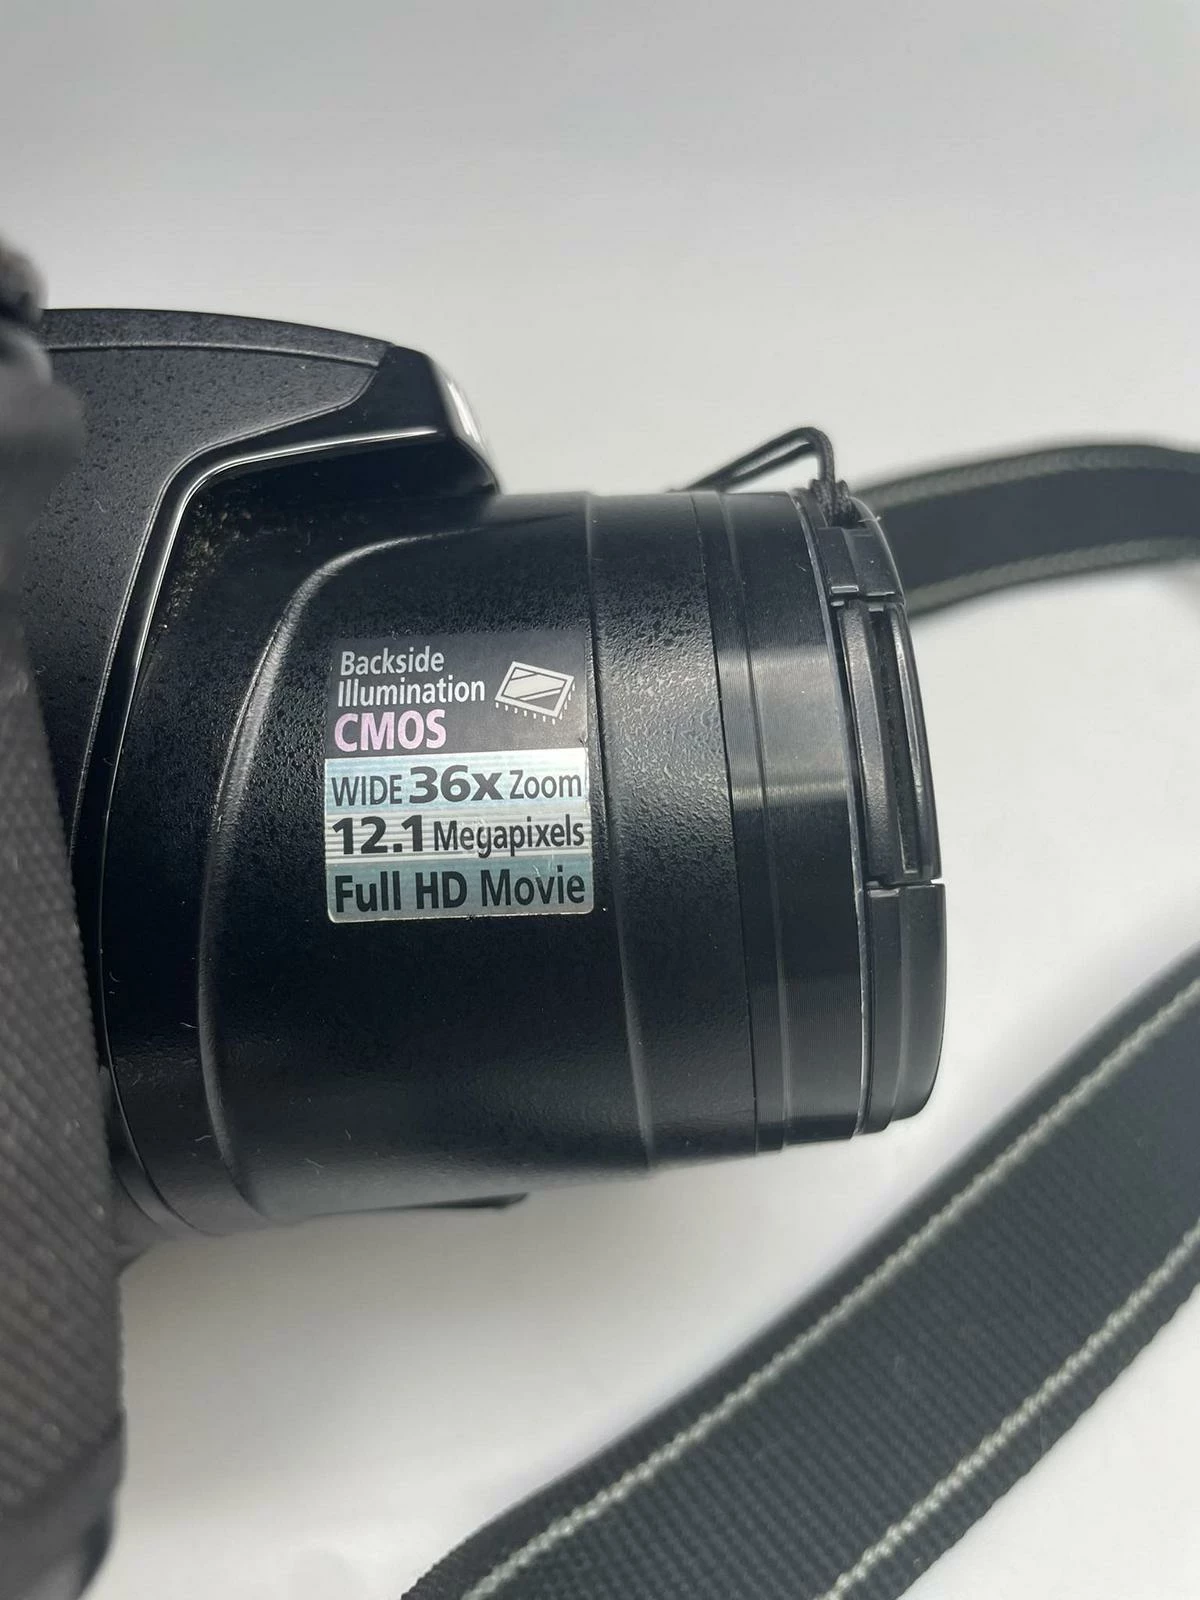 Backside
Illumination
CMOS
WIDE 36x Zoom
12.1 Megapixels
Full HD Movie